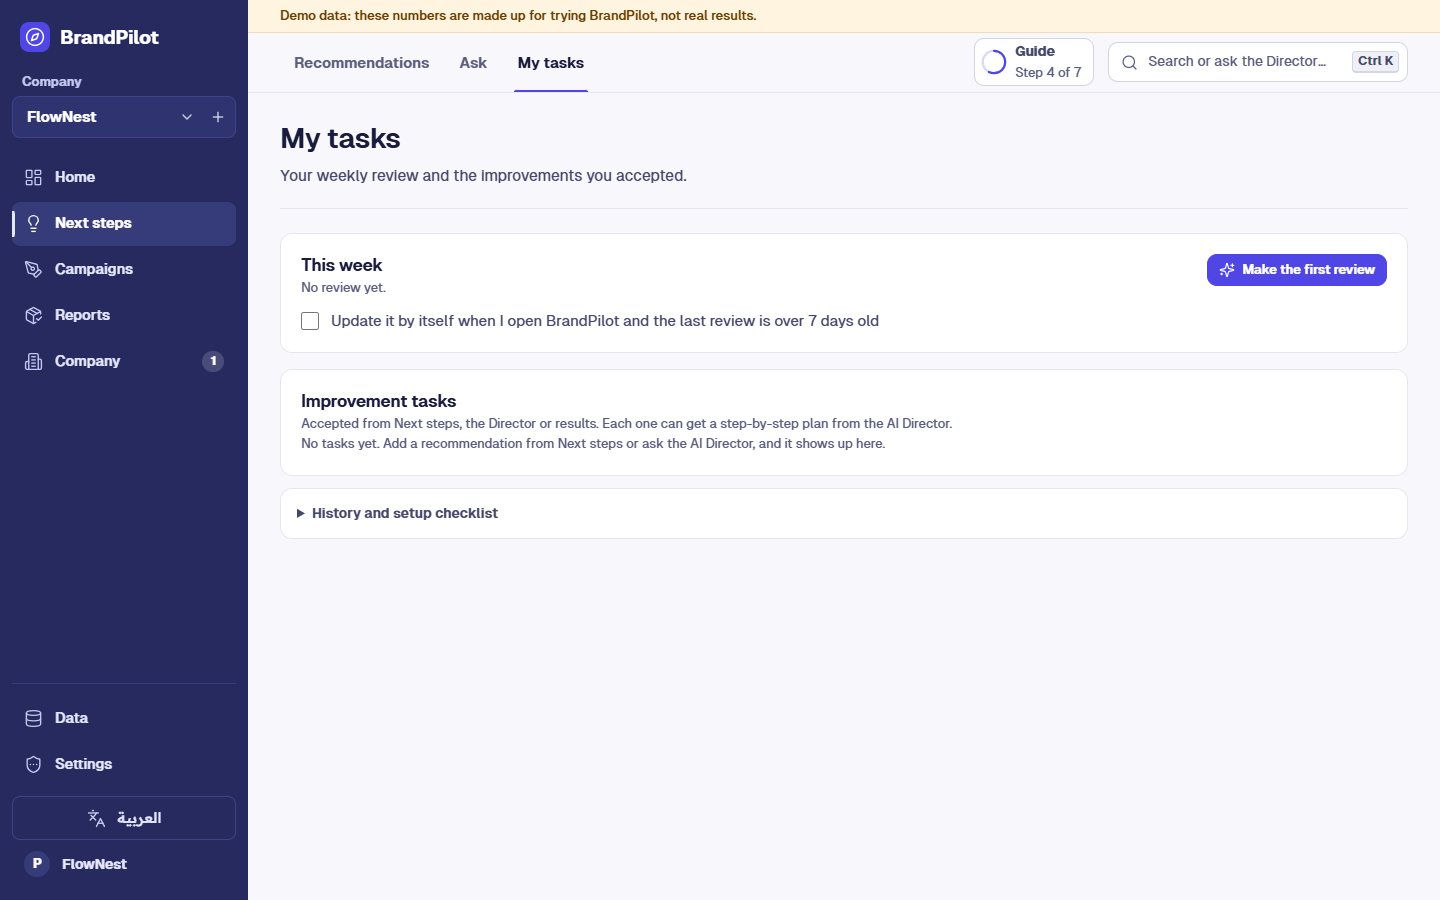 Demo data: these numbers are made up for trying BrandPilot, not real results.
BrandPilot
Company
FlowNest
Home
Next steps
Campaigns
Reports
Company 1
Data
Settings
العربية
P FlowNest
Recommendations Ask My tasks
Guide
Step 4 of 7
Search or ask the Director... Ctrl K
My tasks
Your weekly review and the improvements you accepted.
This week
No review yet.
Make the first review
Update it by itself when I open BrandPilot and the last review is over 7 days old
Improvement tasks
Accepted from Next steps, the Director or results. Each one can get a step-by-step plan from the AI Director.
No tasks yet. Add a recommendation from Next steps or ask the AI Director, and it shows up here.
History and setup checklist